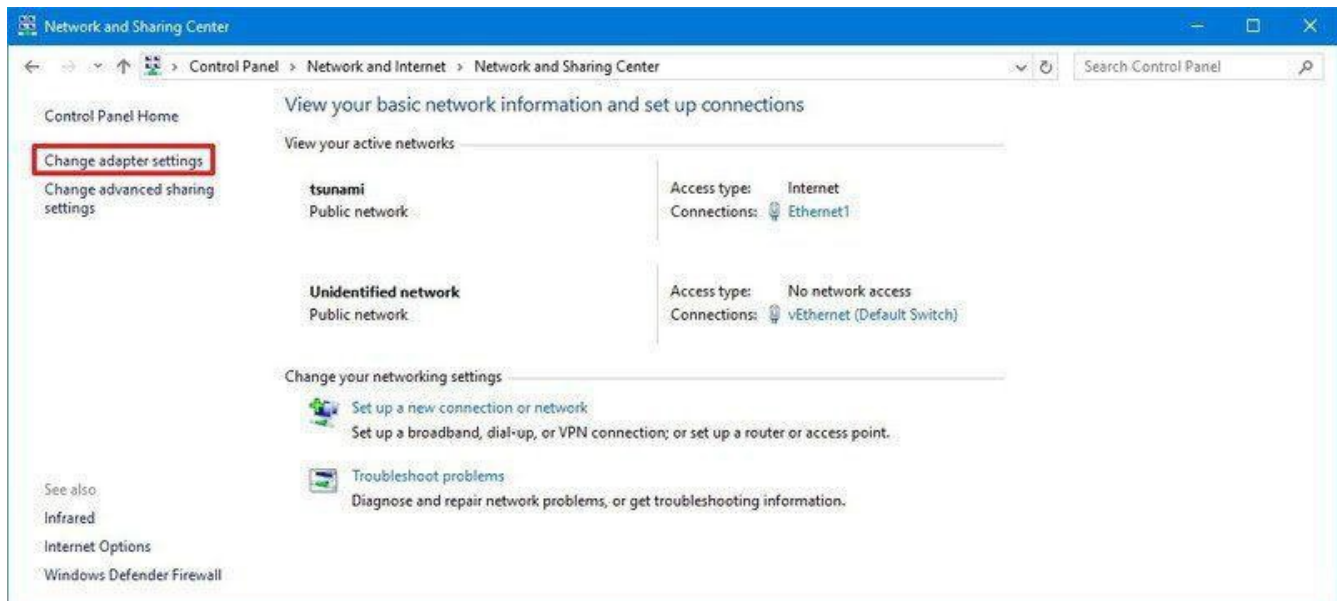 Network and Sharing Center
Control Panel > Network and Internet > Network and Sharing Center
Search Control Panel
Control Panel Home
Change adapter settings
Change advanced sharing
settings
View your basic network information and set up connections
View your active networks
tsunami
Public network
Access type: Internet
Connections: Ethernet1
Unidentified network
Public network
Access type: No network access
Connections: vEthernet (Default Switch)
Change your networking settings
Set up a new connection or network
Set up a broadband, dial-up, or VPN connection; or set up a router or access point.
Troubleshoot problems
Diagnose and repair network problems, or get troubleshooting information.
See also
Infrared
Internet Options
Windows Defender Firewall